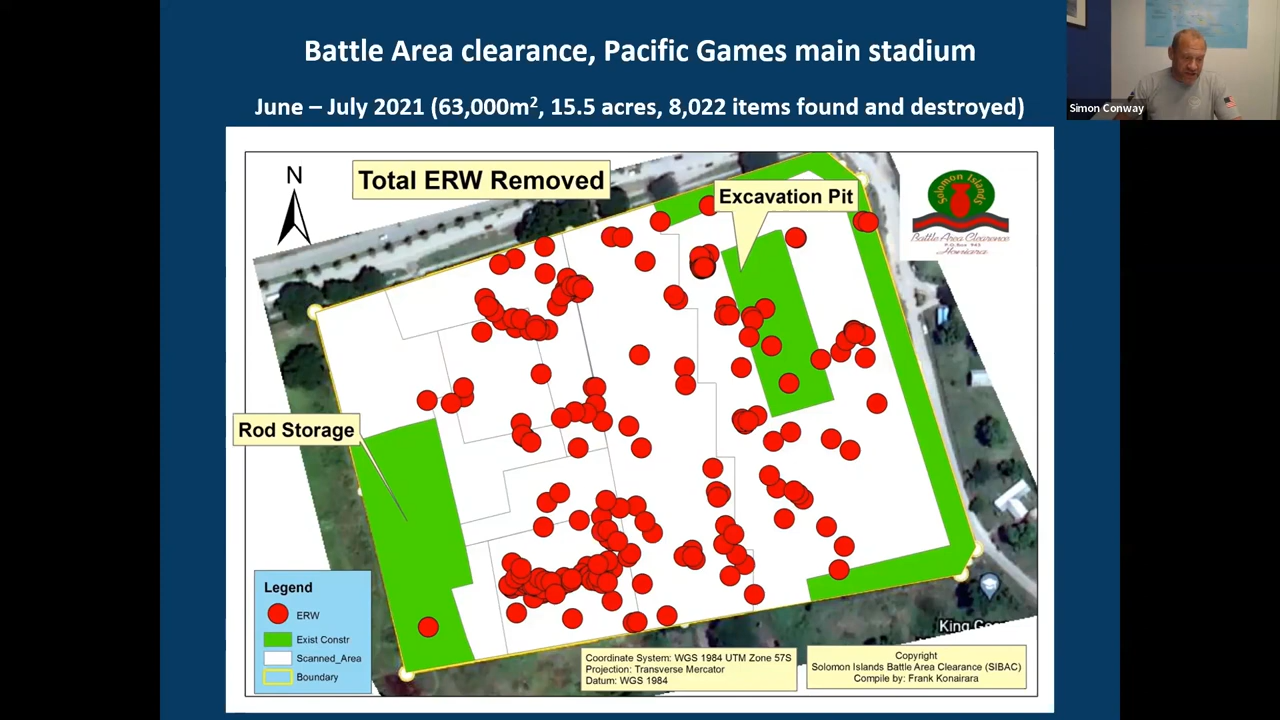 Battle Area clearance, Pacific Games main stadium
June – July 2021 (63,000m², 15.5 acres, 8,022 items found and destroyed)
Simon Conway
N
Total ERW Removed
Excavation Pit
Solomon Islands
Battle Area Clearance
P.O Box 945
Honiara
Rod Storage
Legend
ERW
Exist Constr
Scanned_Area
Boundary
Coordinate System: WGS 1984 UTM Zone 57S
Projection: Transverse Mercator
Datum: WGS 1984
King
Copyright
Solomon Islands Battle Area Clearance (SIBAC)
Compile by: Frank Konairara